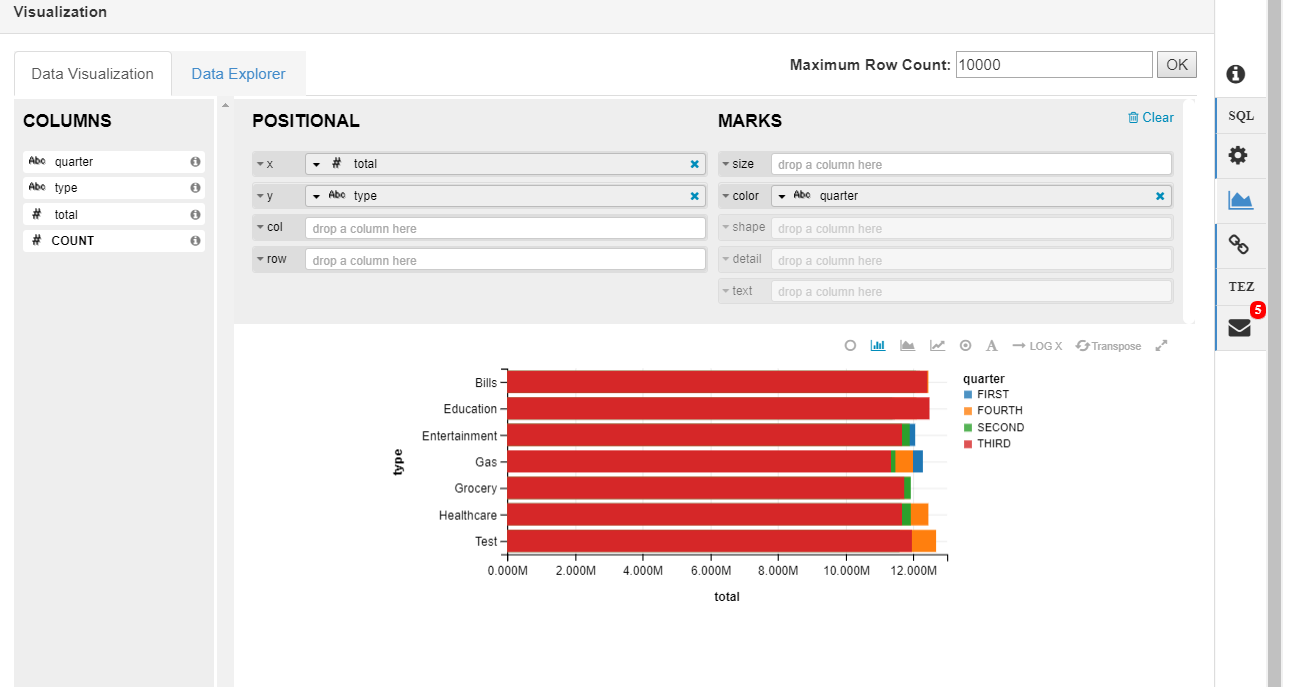 Visualization
Data Visualization
Data Explorer
Maximum Row Count: 10000 OK
COLUMNS
Abc quarter
Abc type
# total
# COUNT
POSITIONAL
x # total
y Abc type
col drop a column here
row drop a column here
MARKS
Clear
size drop a column here
color Abc quarter
shape drop a column here
detail drop a column here
text drop a column here
A LOG X Transpose
Bills
Education
Entertainment
Gas
Grocery
Healthcare
Test
type
0.000M 2.000M 4.000M 6.000M 8.000M 10.000M 12.000M
total
quarter
FIRST
FOURTH
SECOND
THIRD
SQL
TEZ
5